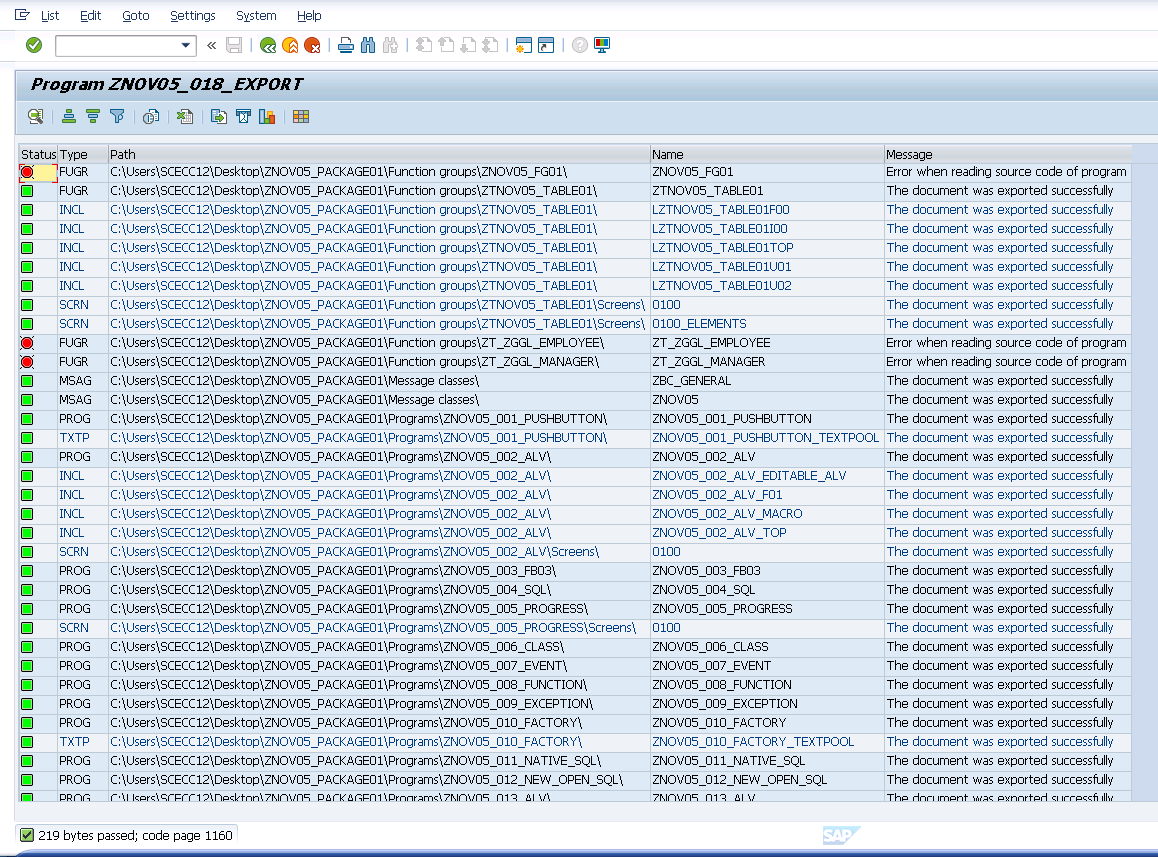 List Edit Goto Settings System Help
Program ZNOV05_018_EXPORT
Status Type Path Name Message
FUGR C:\Users\SCECC12\Desktop\ZNOV05_PACKAGE01\Function groups\ZNOV05_FG01\ ZNOV05_FG01 Error when reading source code of program
FUGR C:\Users\SCECC12\Desktop\ZNOV05_PACKAGE01\Function groups\ZTNOV05_TABLE01\ ZTNOV05_TABLE01 The document was exported successfully
INCL C:\Users\SCECC12\Desktop\ZNOV05_PACKAGE01\Function groups\ZTNOV05_TABLE01\ LZTNOV05_TABLE01F00 The document was exported successfully
INCL C:\Users\SCECC12\Desktop\ZNOV05_PACKAGE01\Function groups\ZTNOV05_TABLE01\ LZTNOV05_TABLE01I00 The document was exported successfully
INCL C:\Users\SCECC12\Desktop\ZNOV05_PACKAGE01\Function groups\ZTNOV05_TABLE01\ LZTNOV05_TABLE01TOP The document was exported successfully
INCL C:\Users\SCECC12\Desktop\ZNOV05_PACKAGE01\Function groups\ZTNOV05_TABLE01\ LZTNOV05_TABLE01U01 The document was exported successfully
INCL C:\Users\SCECC12\Desktop\ZNOV05_PACKAGE01\Function groups\ZTNOV05_TABLE01\ LZTNOV05_TABLE01U02 The document was exported successfully
SCRN C:\Users\SCECC12\Desktop\ZNOV05_PACKAGE01\Function groups\ZTNOV05_TABLE01\Screens\ 0100 The document was exported successfully
SCRN C:\Users\SCECC12\Desktop\ZNOV05_PACKAGE01\Function groups\ZTNOV05_TABLE01\Screens\ 0100_ELEMENTS The document was exported successfully
FUGR C:\Users\SCECC12\Desktop\ZNOV05_PACKAGE01\Function groups\ZT_ZGGL_EMPLOYEE\ ZT_ZGGL_EMPLOYEE Error when reading source code of program
FUGR C:\Users\SCECC12\Desktop\ZNOV05_PACKAGE01\Function groups\ZT_ZGGL_MANAGER\ ZT_ZGGL_MANAGER Error when reading source code of program
MSAG C:\Users\SCECC12\Desktop\ZNOV05_PACKAGE01\Message classes\ ZBC_GENERAL The document was exported successfully
MSAG C:\Users\SCECC12\Desktop\ZNOV05_PACKAGE01\Message classes\ ZNOV05 The document was exported successfully
PROG C:\Users\SCECC12\Desktop\ZNOV05_PACKAGE01\Programs\ZNOV05_001_PUSHBUTTON\ ZNOV05_001_PUSHBUTTON The document was exported successfully
TXTP C:\Users\SCECC12\Desktop\ZNOV05_PACKAGE01\Programs\ZNOV05_001_PUSHBUTTON\ ZNOV05_001_PUSHBUTTON_TEXTPOOL The document was exported successfully
PROG C:\Users\SCECC12\Desktop\ZNOV05_PACKAGE01\Programs\ZNOV05_002_ALV\ ZNOV05_002_ALV The document was exported successfully
INCL C:\Users\SCECC12\Desktop\ZNOV05_PACKAGE01\Programs\ZNOV05_002_ALV\ ZNOV05_002_ALV_EDITABLE_ALV The document was exported successfully
INCL C:\Users\SCECC12\Desktop\ZNOV05_PACKAGE01\Programs\ZNOV05_002_ALV\ ZNOV05_002_ALV_F01 The document was exported successfully
INCL C:\Users\SCECC12\Desktop\ZNOV05_PACKAGE01\Programs\ZNOV05_002_ALV\ ZNOV05_002_ALV_MACRO The document was exported successfully
INCL C:\Users\SCECC12\Desktop\ZNOV05_PACKAGE01\Programs\ZNOV05_002_ALV\ ZNOV05_002_ALV_TOP The document was exported successfully
SCRN C:\Users\SCECC12\Desktop\ZNOV05_PACKAGE01\Programs\ZNOV05_002_ALV\Screens\ 0100 The document was exported successfully
PROG C:\Users\SCECC12\Desktop\ZNOV05_PACKAGE01\Programs\ZNOV05_003_FB03\ ZNOV05_003_FB03 The document was exported successfully
PROG C:\Users\SCECC12\Desktop\ZNOV05_PACKAGE01\Programs\ZNOV05_004_SQL\ ZNOV05_004_SQL The document was exported successfully
PROG C:\Users\SCECC12\Desktop\ZNOV05_PACKAGE01\Programs\ZNOV05_005_PROGRESS\ ZNOV05_005_PROGRESS The document was exported successfully
SCRN C:\Users\SCECC12\Desktop\ZNOV05_PACKAGE01\Programs\ZNOV05_005_PROGRESS\Screens\ 0100 The document was exported successfully
PROG C:\Users\SCECC12\Desktop\ZNOV05_PACKAGE01\Programs\ZNOV05_006_CLASS\ ZNOV05_006_CLASS The document was exported successfully
PROG C:\Users\SCECC12\Desktop\ZNOV05_PACKAGE01\Programs\ZNOV05_007_EVENT\ ZNOV05_007_EVENT The document was exported successfully
PROG C:\Users\SCECC12\Desktop\ZNOV05_PACKAGE01\Programs\ZNOV05_008_FUNCTION\ ZNOV05_008_FUNCTION The document was exported successfully
PROG C:\Users\SCECC12\Desktop\ZNOV05_PACKAGE01\Programs\ZNOV05_009_EXCEPTION\ ZNOV05_009_EXCEPTION The document was exported successfully
PROG C:\Users\SCECC12\Desktop\ZNOV05_PACKAGE01\Programs\ZNOV05_010_FACTORY\ ZNOV05_010_FACTORY The document was exported successfully
TXTP C:\Users\SCECC12\Desktop\ZNOV05_PACKAGE01\Programs\ZNOV05_010_FACTORY\ ZNOV05_010_FACTORY_TEXTPOOL The document was exported successfully
PROG C:\Users\SCECC12\Desktop\ZNOV05_PACKAGE01\Programs\ZNOV05_011_NATIVE_SQL\ ZNOV05_011_NATIVE_SQL The document was exported successfully
PROG C:\Users\SCECC12\Desktop\ZNOV05_PACKAGE01\Programs\ZNOV05_012_NEW_OPEN_SQL\ ZNOV05_012_NEW_OPEN_SQL The document was exported successfully
PROG C:\Users\SCECC12\Desktop\ZNOV05_PACKAGE01\Programs\ZNOV05_013_ALV\ ZNOV05_013_ALV The document was exported successfully
219 bytes passed; code page 1160
SAP